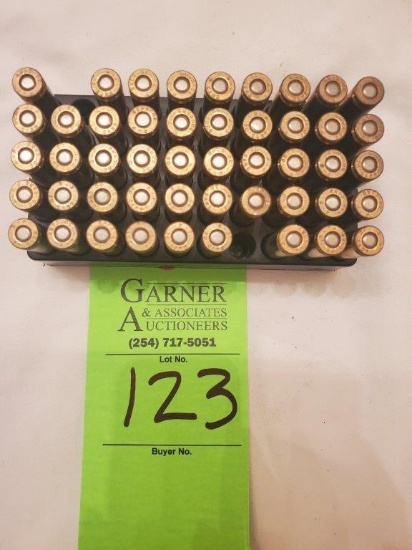 GARNER
& ASSOCIATES
AUCTIONEERS
(254) 717-5051
Lot No.
123
Buyer No.